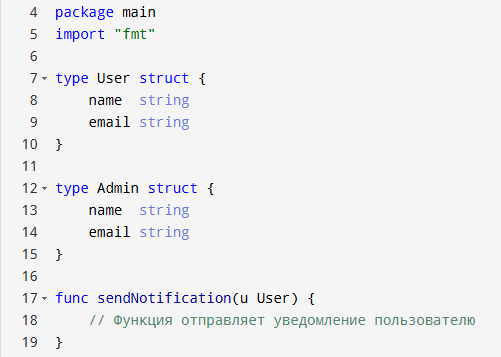 4 package main
5 import "fmt"
6
7 type User struct {
8     name  string
9     email string
10 }
11
12 type Admin struct {
13     name  string
14     email string
15 }
16
17 func sendNotification(u User) {
18     // Функция отправляет уведомление пользователю
19 }